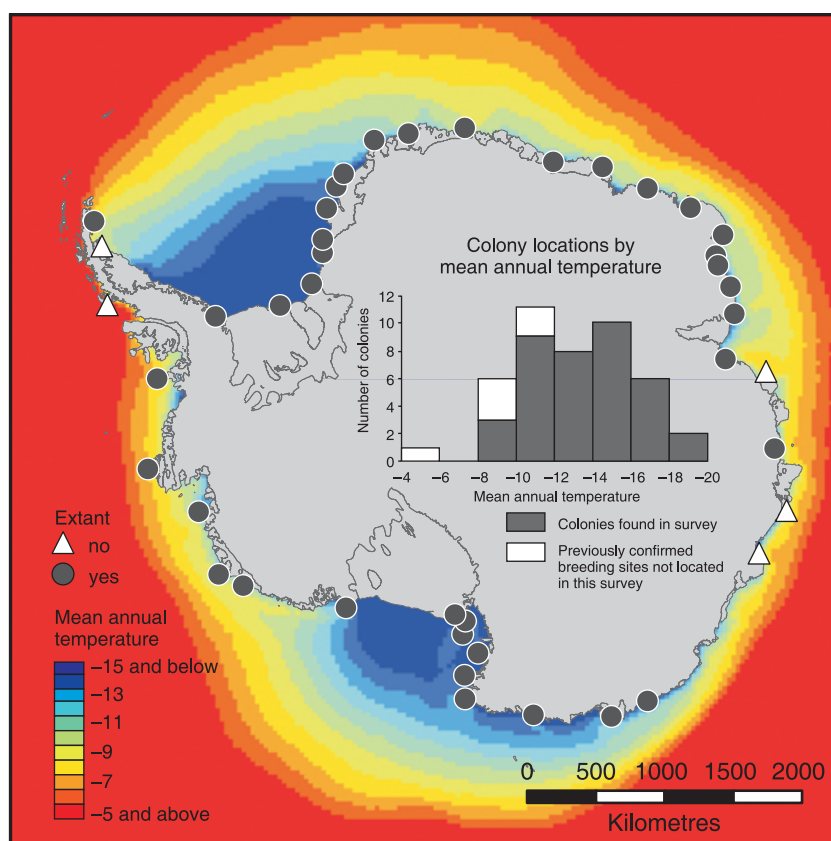 Colony locations by
mean annual temperature
Number of colonies
12
10
8
6
4
2
0
–4 –6 –8 –10 –12 –14 –16 –18 –20
Mean annual temperature
Colonies found in survey
Previously confirmed
breeding sites not located
in this survey
Extant
no
yes
Mean annual
temperature
–15 and below
–13
–11
–9
–7
–5 and above
0 500 1000 1500 2000
Kilometres